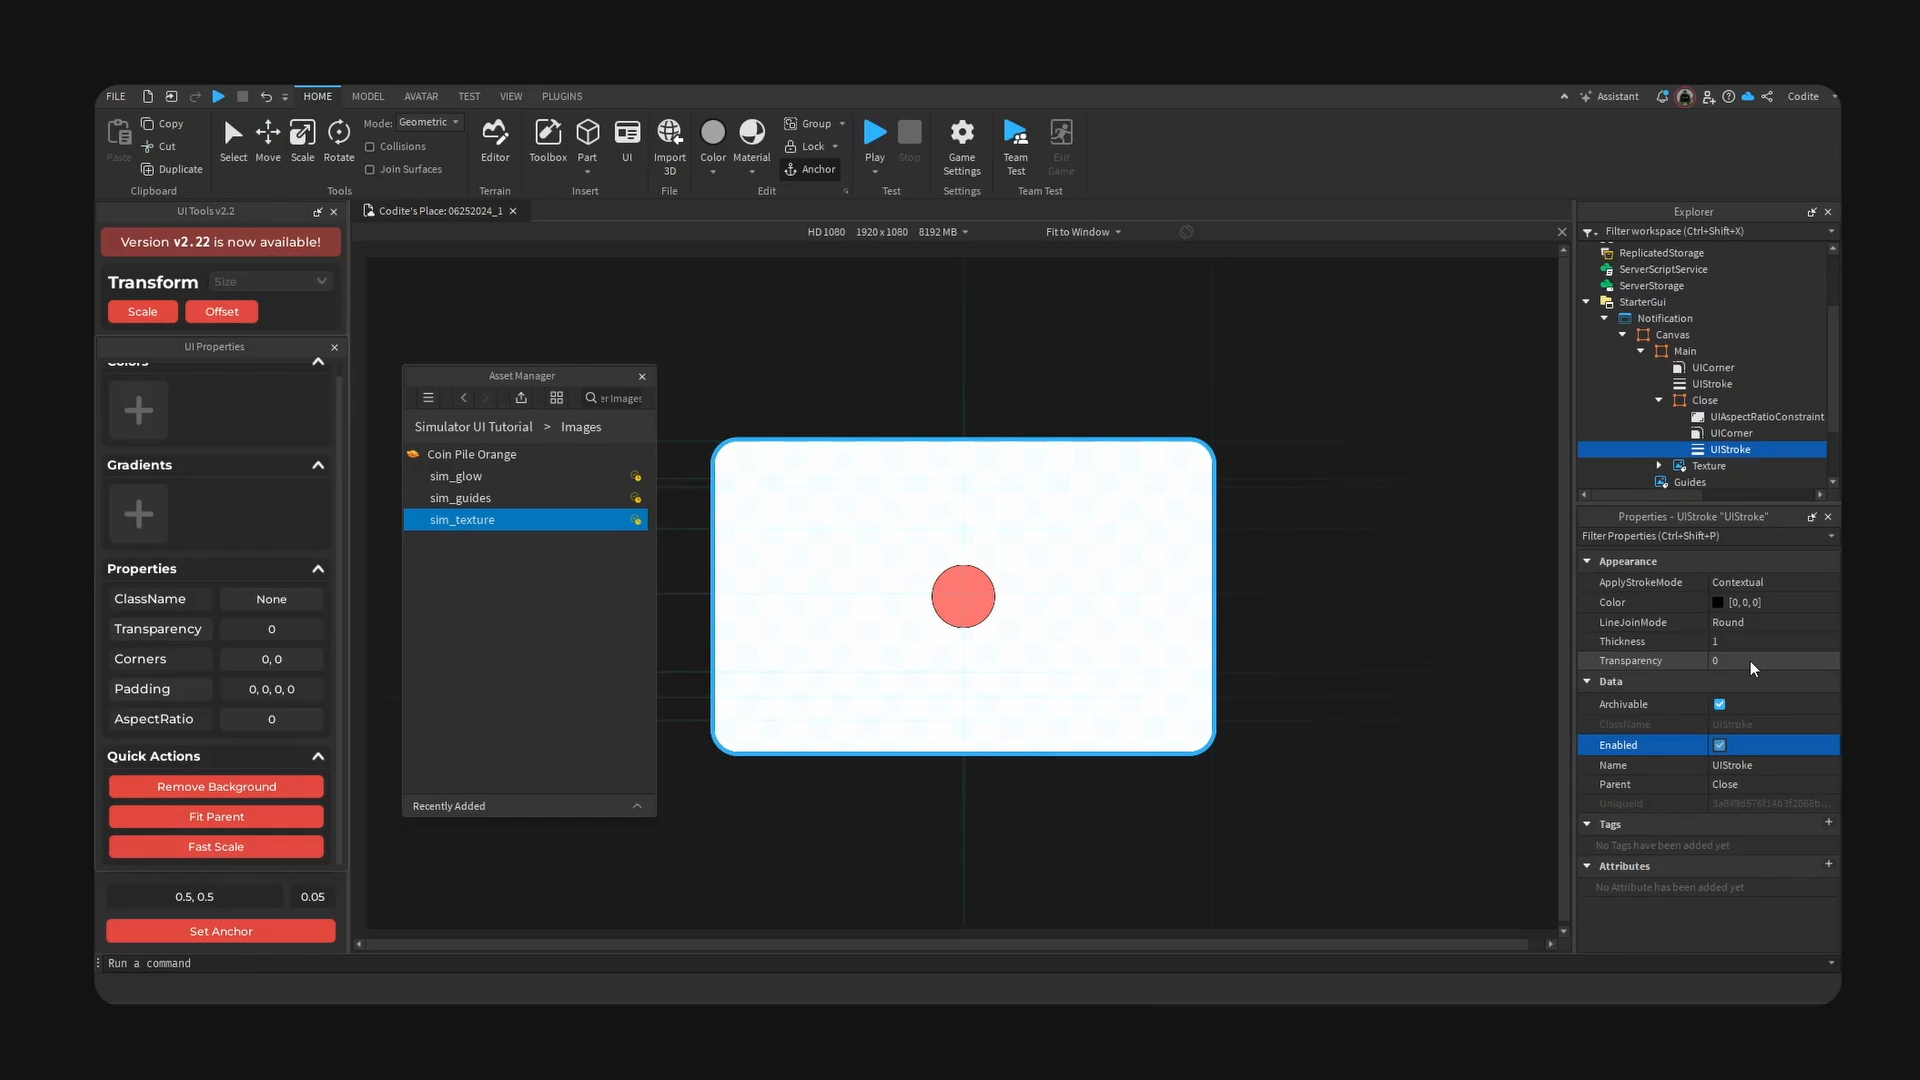 FILE HOME MODEL AVATAR TEST VIEW PLUGINS Assistant Codite
Paste Copy Cut Duplicate Clipboard
Select Move Scale Rotate Mode: Geometric Collisions Join Surfaces Tools
Editor Terrain
Toolbox Part UI Insert
Import 3D File
Color Material Group Lock Anchor Edit
Play Stop Test
Game Settings Settings
Team Test Exit Game Team Test
UI Tools v2.2
Version v2.22 is now available!
Transform Size
Scale Offset
UI Properties
Colors
Gradients
Properties
ClassName None
Transparency 0
Corners 0, 0
Padding 0, 0, 0, 0
AspectRatio 0
Quick Actions
Remove Background
Fit Parent
Fast Scale
0.5, 0.5 0.05
Set Anchor
Run a command
Codite's Place: 06252024_1
HD 1080 1920 x 1080 8192 MB Fit to Window
Asset Manager
er Images
Simulator UI Tutorial > Images
Coin Pile Orange
sim_glow
sim_guides
sim_texture
Recently Added
Explorer
Filter workspace (Ctrl+Shift+X)
ReplicatedStorage
ServerScriptService
ServerStorage
StarterGui
Notification
Canvas
Main
UICorner
UIStroke
Close
UIAspectRatioConstraint
UICorner
UIStroke
Texture
Guides
Properties - UIStroke "UIStroke"
Filter Properties (Ctrl+Shift+P)
Appearance
ApplyStrokeMode Contextual
Color [0, 0, 0]
LineJoinMode Round
Thickness 1
Transparency 0
Data
Archivable
ClassName UIStroke
Enabled
Name UIStroke
Parent Close
UniqueId
Tags
No Tags have been added yet
Attributes
No Attribute has been added yet